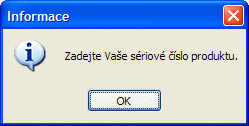 Informace
Zadejte Vaše sériové číslo produktu.
OK